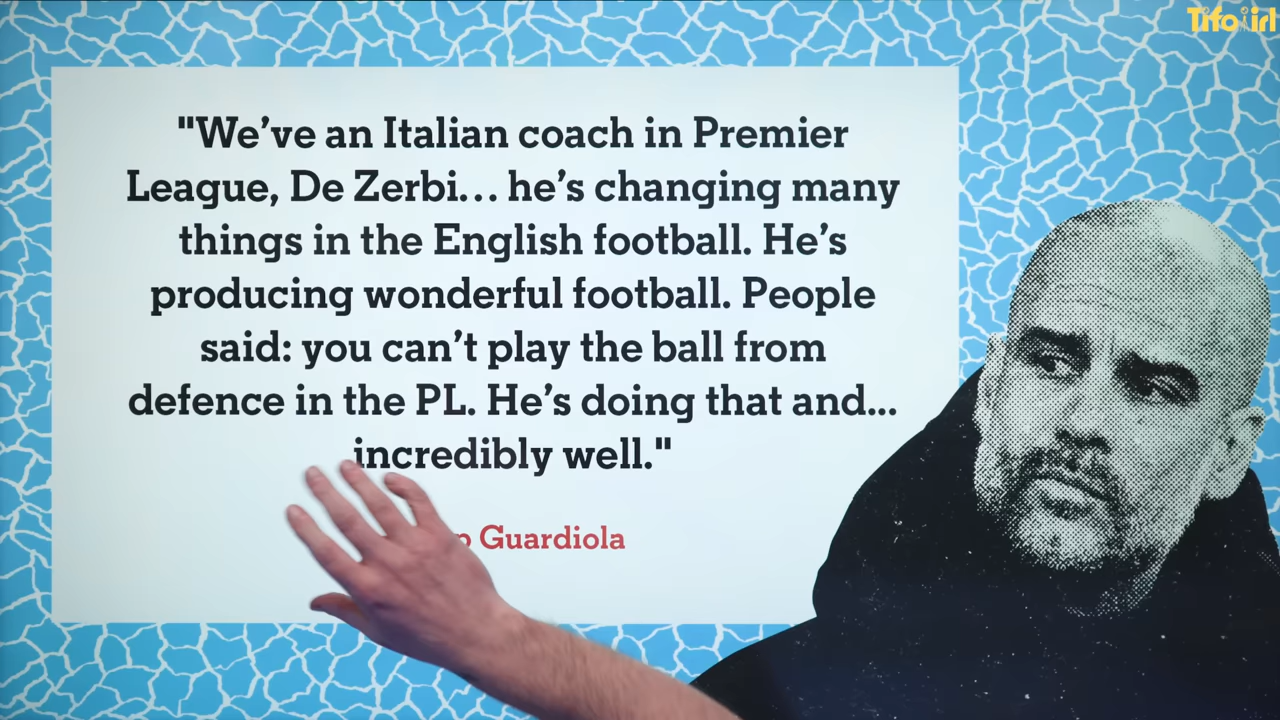 Tifo irl
"We’ve an Italian coach in Premier
League, De Zerbi... he’s changing many
things in the English football. He’s
producing wonderful football. People
said: you can’t play the ball from
defence in the PL. He’s doing that and...
incredibly well."
Guardiola